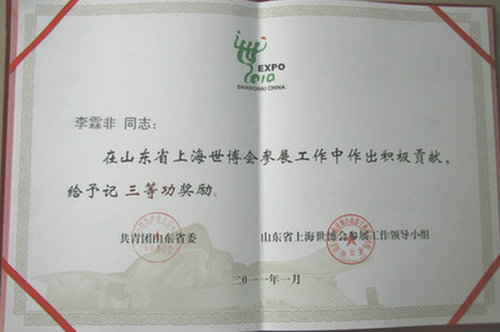 EXPO
2010
SHANGHAI CHINA
李霖非 同志:
在山东省上海世博会参展工作中作出积极贡献,
给予记 三等功奖励。
共青团山东省委
山东省上海世博会参展工作领导小组
二○一一年一月